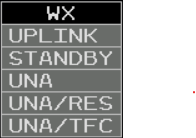 WX
UPLINK
STANDBY
UNA
UNA/RES
UNA/TFC